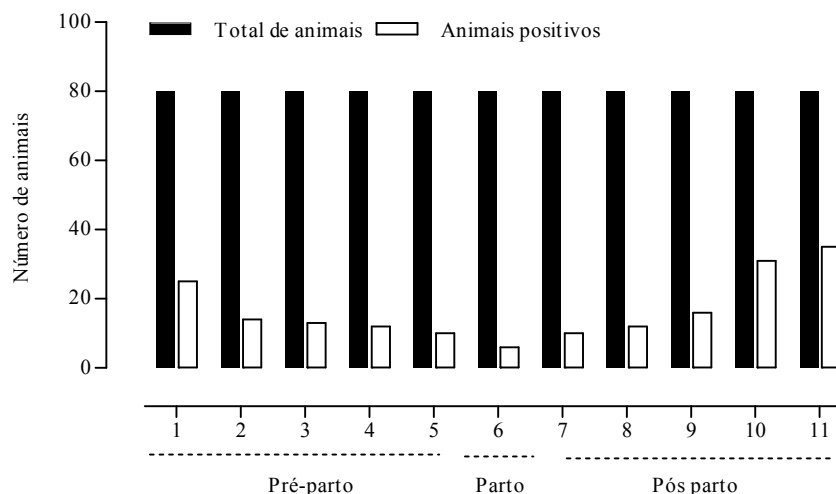 100
Total de animais Animais positivos
80
60
40
20
0
Número de animais
1 2 3 4 5 6 7 8 9 10 11
Pré-parto Parto Pós parto